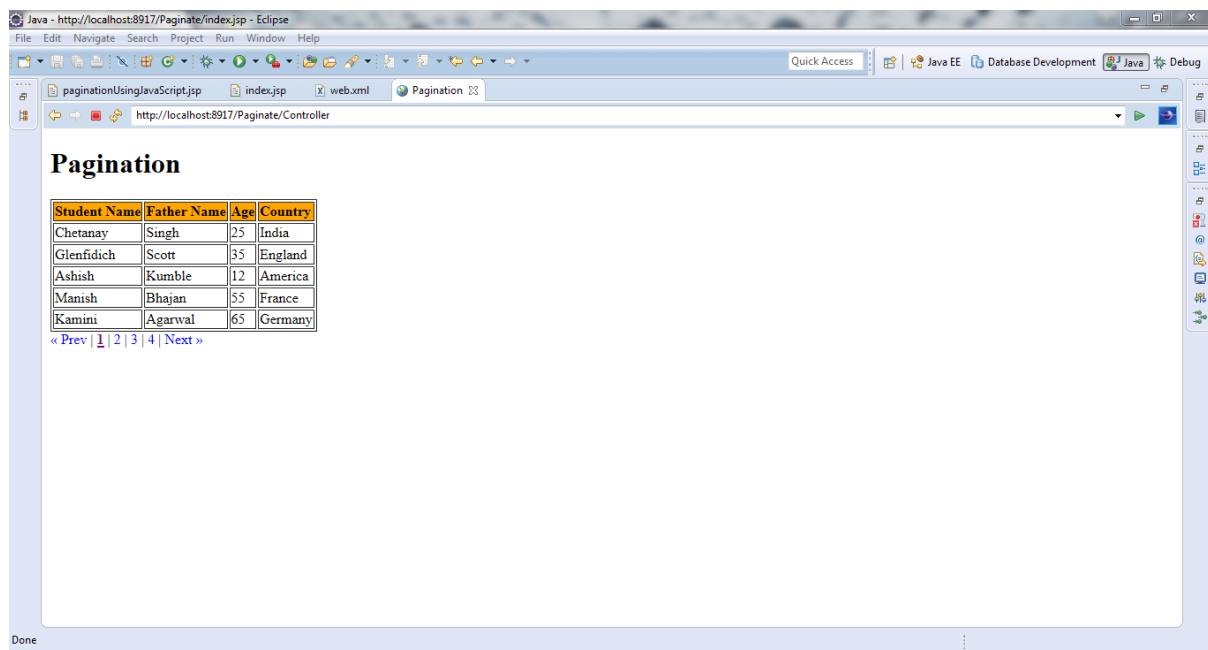 Java - http://localhost:8917/Paginate/index.jsp - Eclipse
File Edit Navigate Search Project Run Window Help
Quick Access Java EE Database Development Java Debug
paginationUsingJavaScript.jsp index.jsp web.xml Pagination
http://localhost:8917/Paginate/Controller
Pagination
Student Name Father Name Age Country
Chetanay Singh 25 India
Glenfidich Scott 35 England
Ashish Kumble 12 America
Manish Bhajan 55 France
Kamini Agarwal 65 Germany
« Prev | 1 | 2 | 3 | 4 | Next »
Done